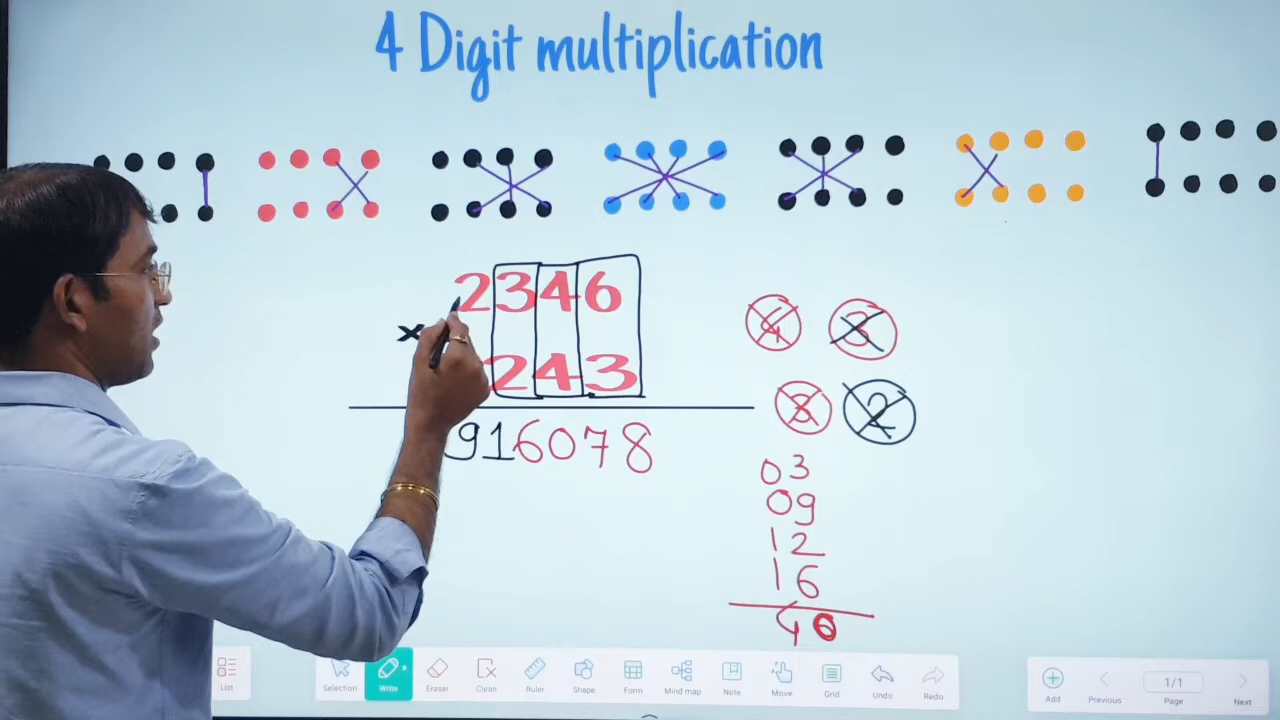 4 Digit multiplication
2346
×
243
916078
4 3
3 2
03
09
12
16
40
List
Selection Write Eraser Clean Ruler Shape Form Mind map Note Move Grid Undo Redo
Add Previous 1/1 Page Next